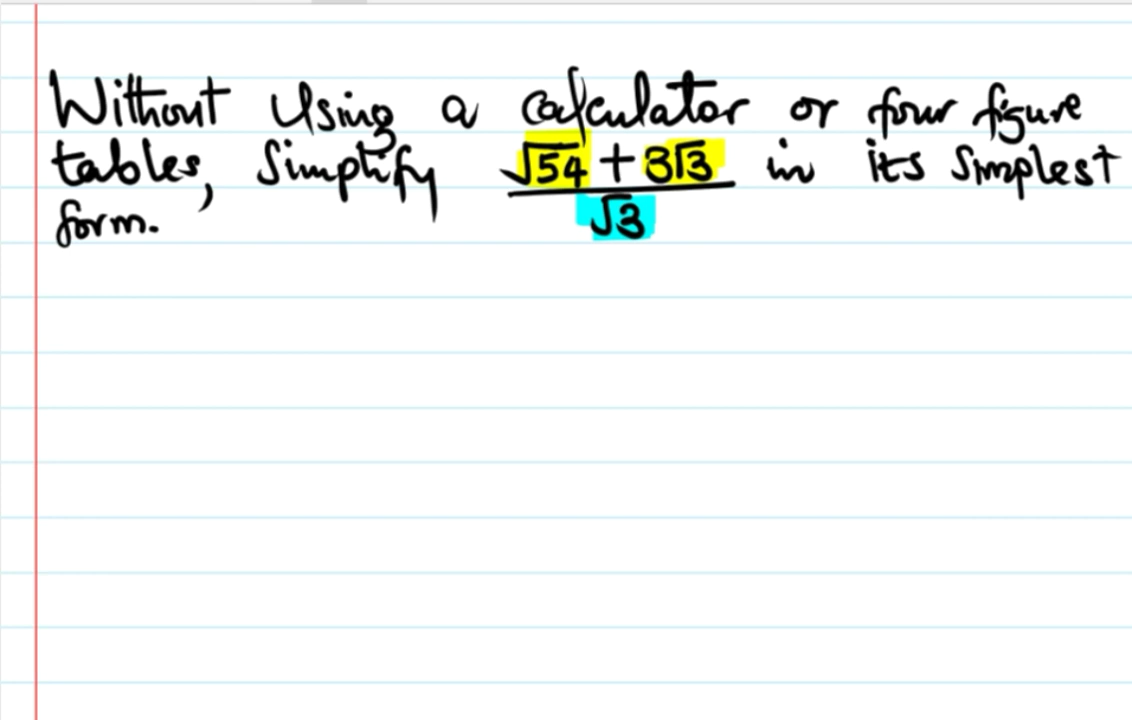 Without Using a calculator or four figure
tables, Simplify (√54 + 3√3)/√3 in its Simplest
form.